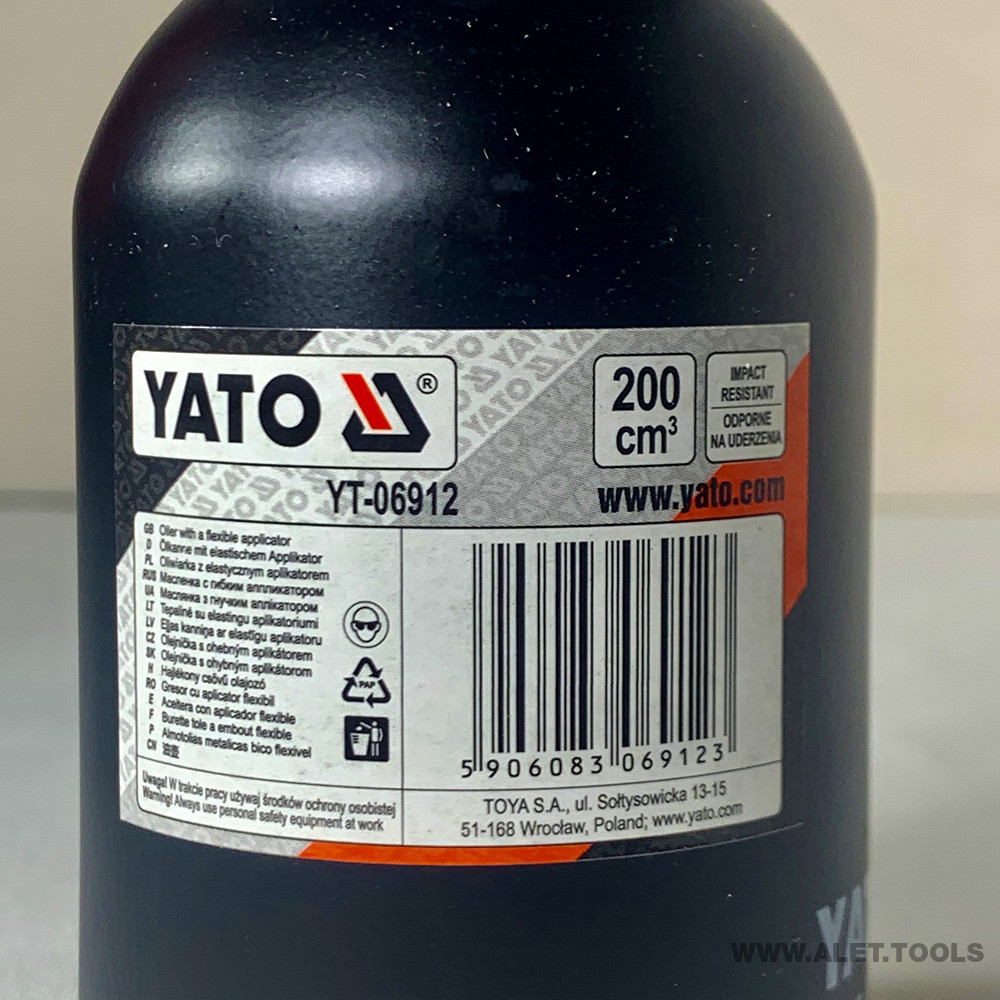 YATO ®
200
cm³
IMPACT
RESISTANT
ODPORNE
NA UDERZENIA
YT-06912
www.yato.com
GB Oiler with a flexible applicator
D Ölkanne mit elastischem Applikator
PL Oliwiarka z elastycznym aplikatorem
RUS Масленка с гибким аппликатором
UA Маслянка з гнучким аплікатором
LT Tepalinė su elastingu aplikatoriumi
LV Eļļas kanniņa ar elastīgu aplikatoru
CZ Olejnička s ohebným aplikátorem
SK Olejnička s ohybným aplikátorom
H Hajlékony csövű olajozó
RO Gresor cu aplicator flexibil
E Aceitera con aplicador flexible
F Burette tole a embout flexible
P Almotolias metalicas bico flexivel
CN 油壶
PAP
5 906083 069123
Uwaga! W trakcie pracy używaj środków ochrony osobistej
Warning! Always use personal safety equipment at work
TOYA S.A., ul. Sołtysowicka 13-15
51-168 Wrocław, Poland; www.yato.com
YA
WWW.ALET.TOOLS